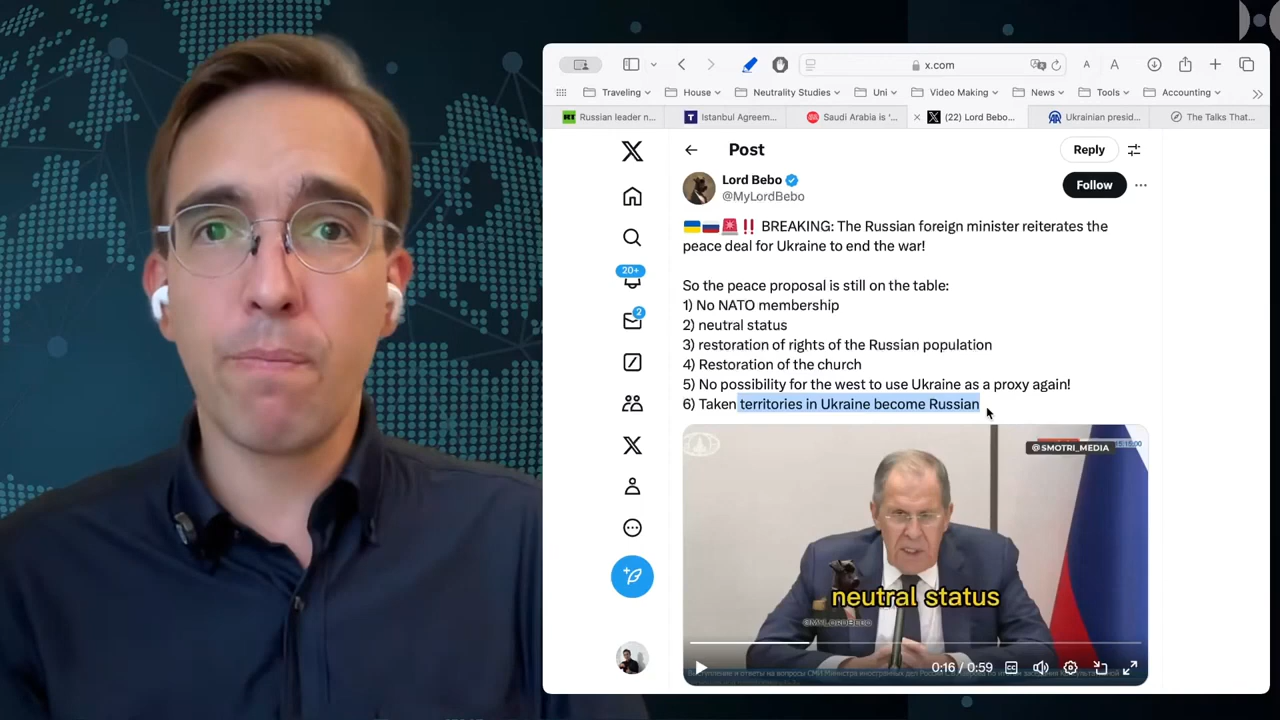 x.com
A A
Traveling House Neutrality Studies Uni Video Making News Tools Accounting
RT Russian leader n... T Istanbul Agreem... Saudi Arabia is '... X (22) Lord Bebo... Ukrainian presid... The Talks That...
Post
Reply
Lord Bebo
@MyLordBebo
Follow
🇺🇦🇷🇺🚨‼️ BREAKING: The Russian foreign minister reiterates the
peace deal for Ukraine to end the war!
So the peace proposal is still on the table:
1) No NATO membership
2) neutral status
3) restoration of rights of the Russian population
4) Restoration of the church
5) No possibility for the west to use Ukraine as a proxy again!
6) Taken territories in Ukraine become Russian
20+
2
@SMOTRI_MEDIA
15:15:00
neutral status
@MYLORDBEBO
0:16 / 0:59